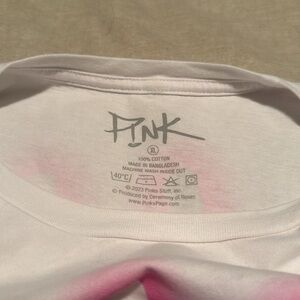 P!NK
XL
100% COTTON
MADE IN BANGLADESH
MACHINE WASH INSIDE OUT
40°C
© 2023 Pinks Stuff, Inc.
Produced by Ceremony of Roses
www.PinksPage.com